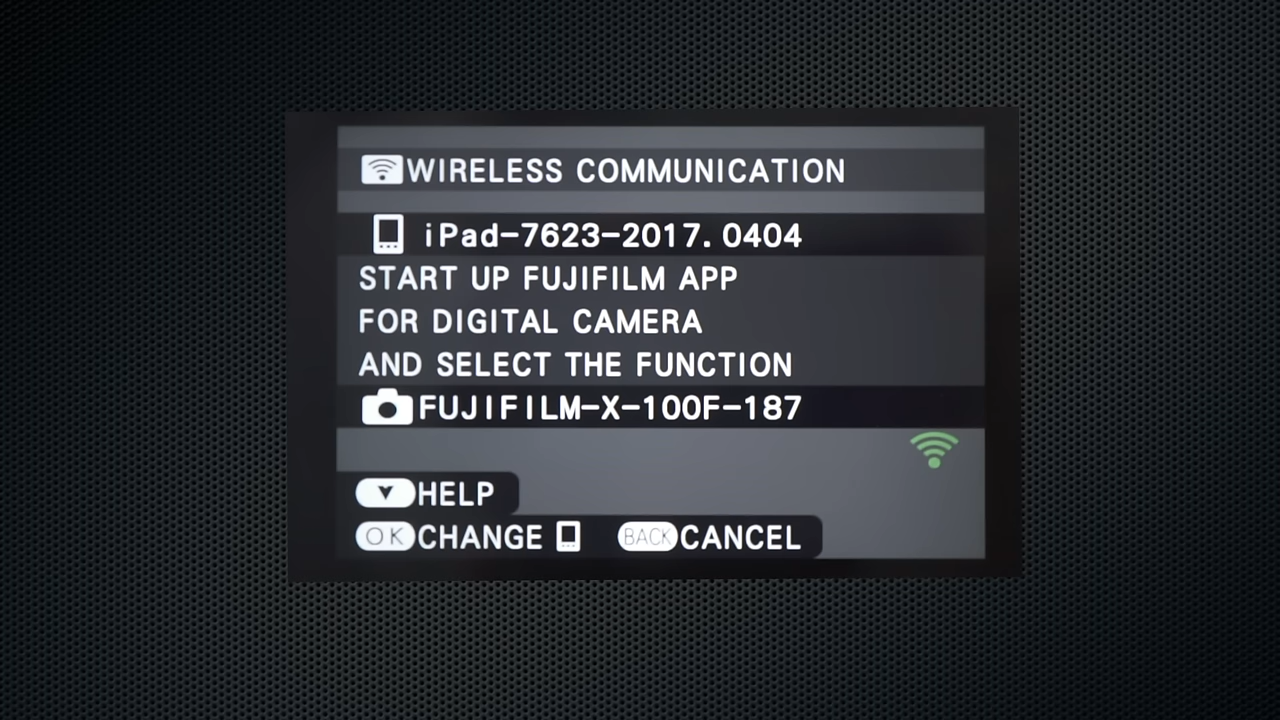 WIRELESS COMMUNICATION
iPad-7623-2017.0404
START UP FUJIFILM APP
FOR DIGITAL CAMERA
AND SELECT THE FUNCTION
FUJIFILM-X-100F-187
HELP
OK CHANGE BACK CANCEL